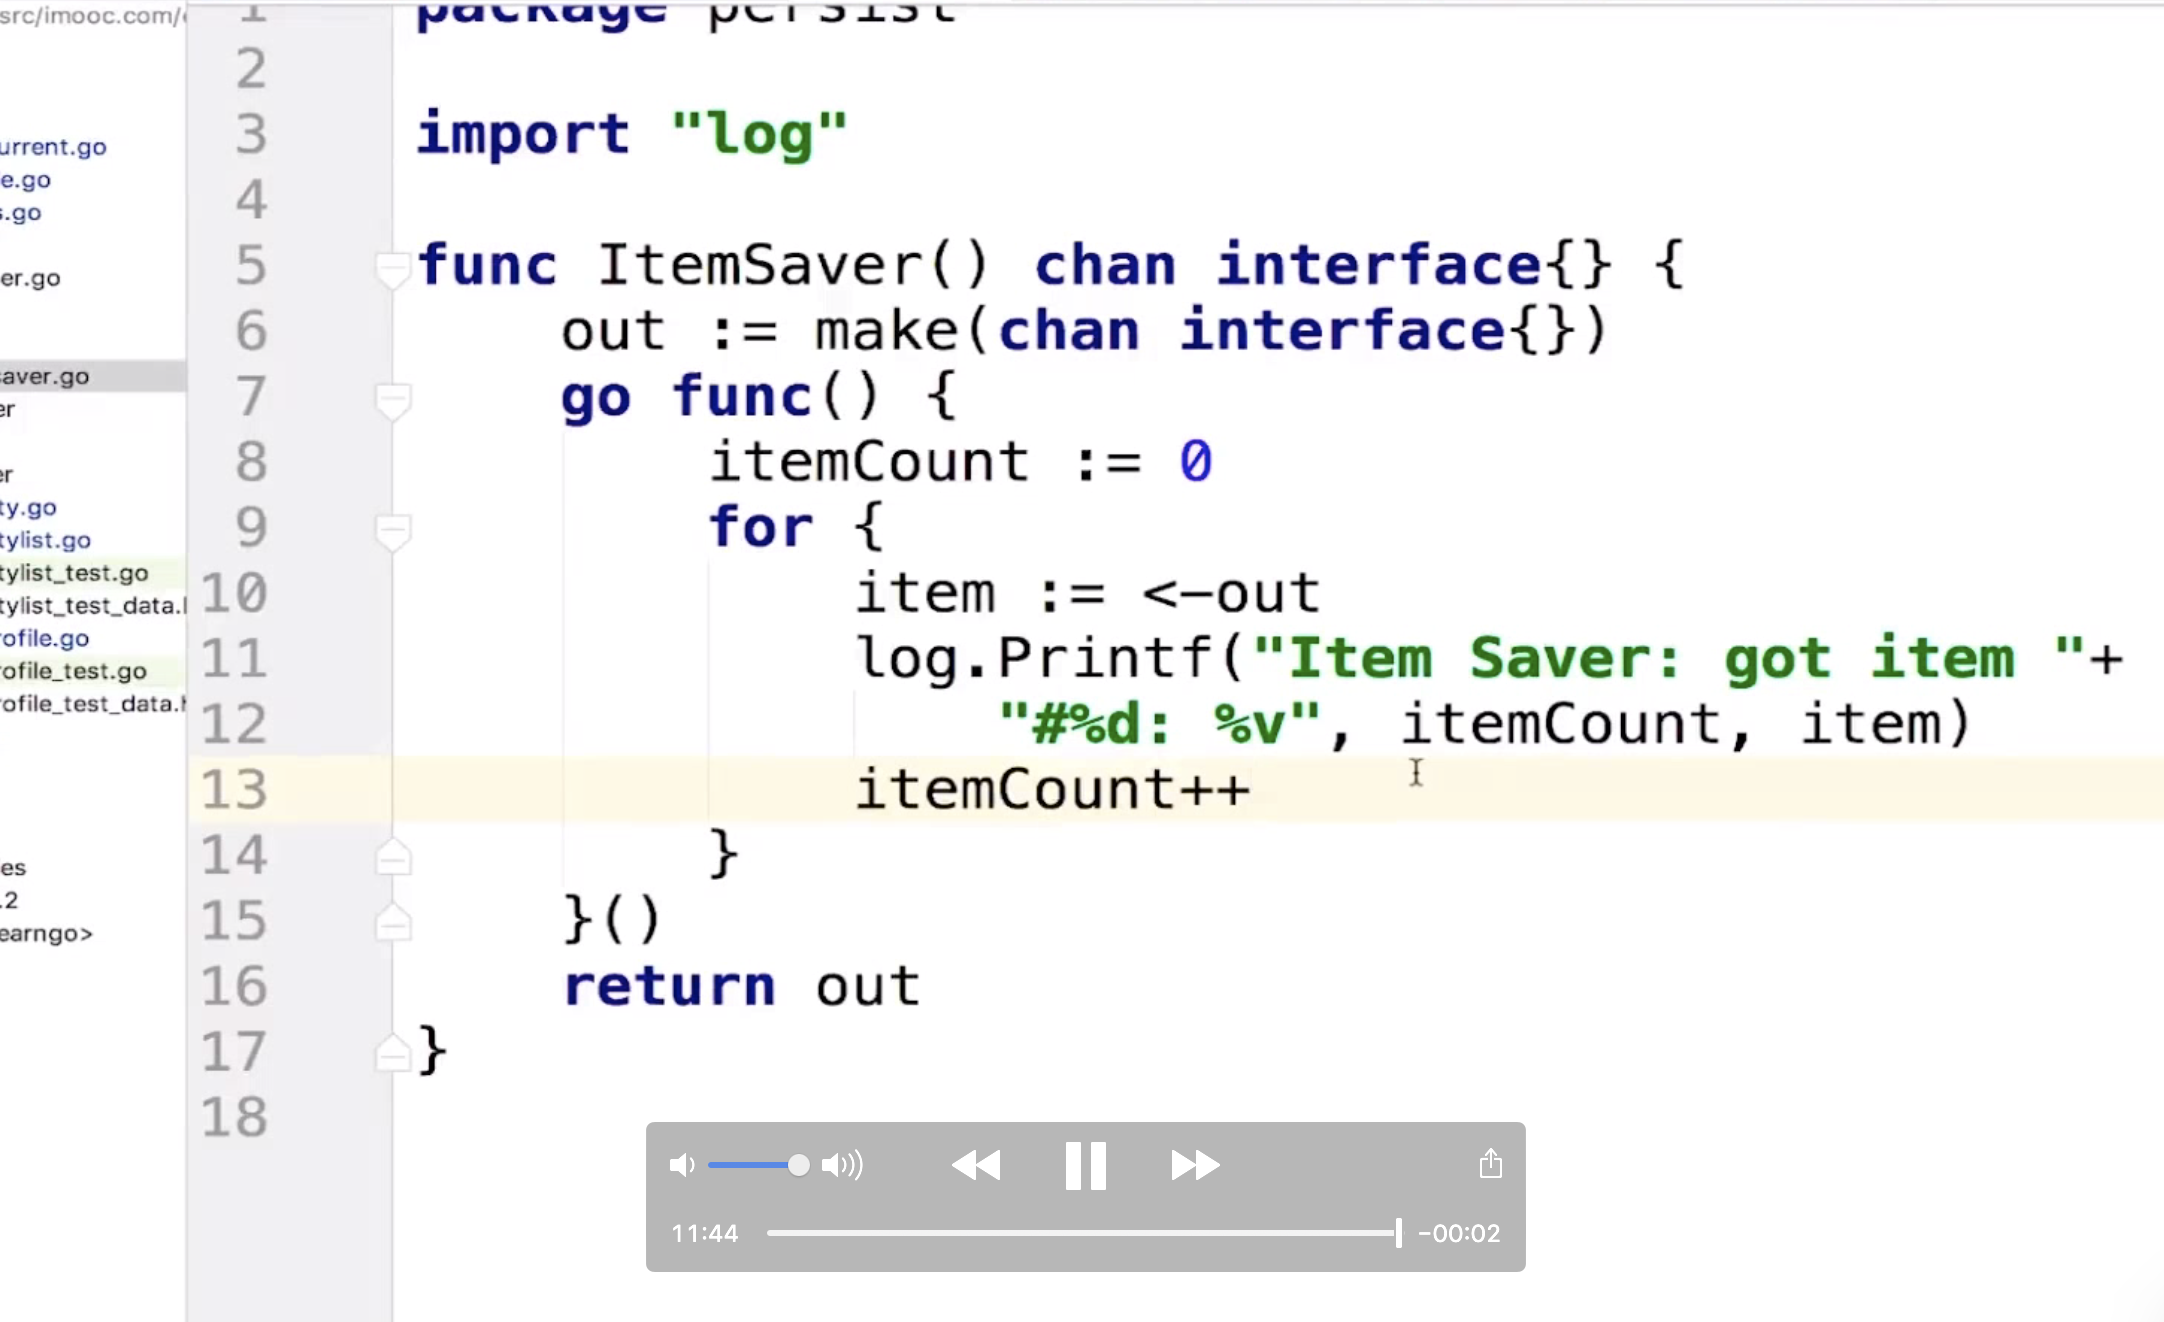 src/imooc.com/
urrent.go
e.go
s.go
er.go
saver.go
er
er
ty.go
tylist.go
tylist_test.go
tylist_test_data.
rofile.go
rofile_test.go
rofile_test_data.
es
.2
earngo>
1 package persist
2
3 import "log"
4
5 func ItemSaver() chan interface{} {
6 out := make(chan interface{})
7 go func() {
8 itemCount := 0
9 for {
10 item := <-out
11 log.Printf("Item Saver: got item "+
12 "#%d: %v", itemCount, item)
13 itemCount++
14 }
15 }()
16 return out
17 }
18
11:44
-00:02